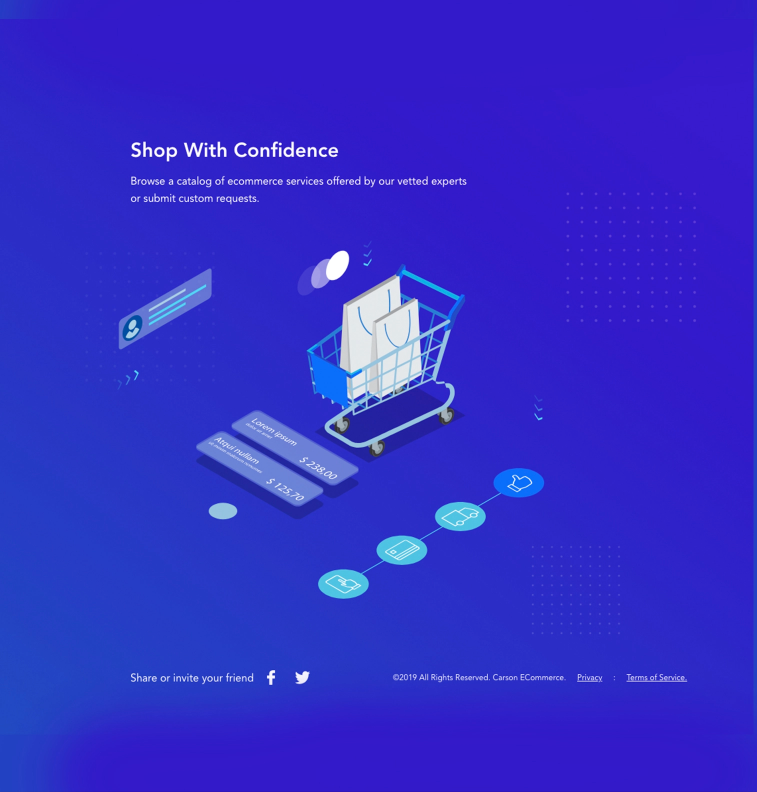 Shop With Confidence
Browse a catalog of ecommerce services offered by our vetted experts
or submit custom requests.
Lorem ipsum
$ 238,00
Atqui nullam
$ 125,70
Share or invite your friend
©2019 All Rights Reserved. Carson ECommerce. Privacy : Terms of Service.